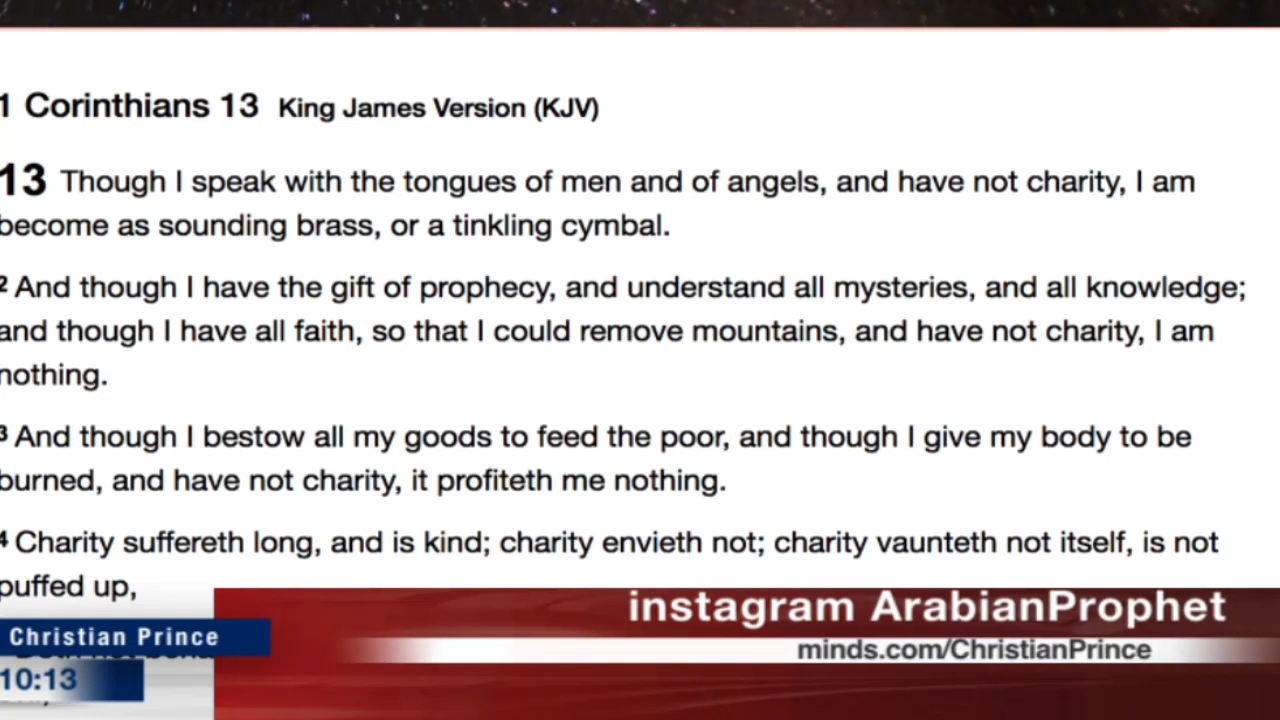 1 Corinthians 13 King James Version (KJV)
13 Though I speak with the tongues of men and of angels, and have not charity, I am
become as sounding brass, or a tinkling cymbal.
2 And though I have the gift of prophecy, and understand all mysteries, and all knowledge;
and though I have all faith, so that I could remove mountains, and have not charity, I am
nothing.
3 And though I bestow all my goods to feed the poor, and though I give my body to be
burned, and have not charity, it profiteth me nothing.
4 Charity suffereth long, and is kind; charity envieth not; charity vaunteth not itself, is not
puffed up,
instagram ArabianProphet
Christian Prince
minds.com/ChristianPrince
10:13